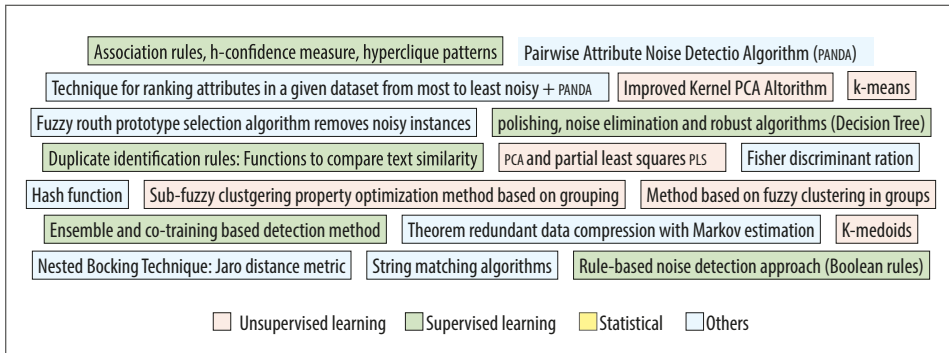 Association rules, h-confidence measure, hyperclique patterns Pairwise Attribute Noise Detectio Algorithm (PANDA)
Technique for ranking attributes in a given dataset from most to least noisy + PANDA Improved Kernel PCA Altorithm k-means
Fuzzy routh prototype selection algorithm removes noisy instances polishing, noise elimination and robust algorithms (Decision Tree)
Duplicate identification rules: Functions to compare text similarity PCA and partial least squares PLS Fisher discriminant ration
Hash function Sub-fuzzy clustgering property optimization method based on grouping Method based on fuzzy clustering in groups
Ensemble and co-training based detection method Theorem redundant data compression with Markov estimation K-medoids
Nested Bocking Technique: Jaro distance metric String matching algorithms Rule-based noise detection approach (Boolean rules)
Unsupervised learning Supervised learning Statistical Others